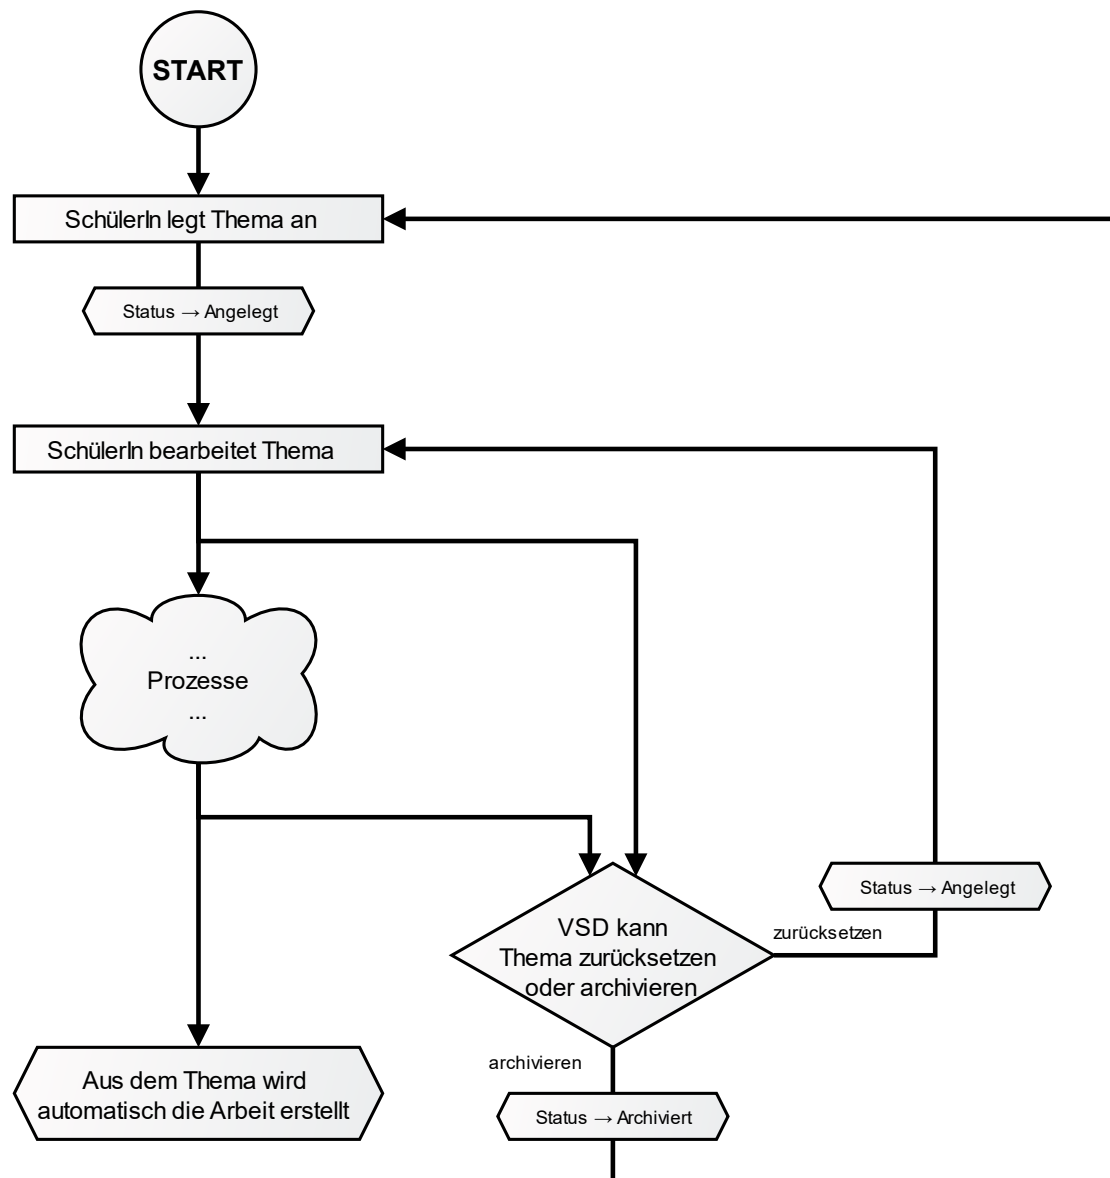 START
SchülerIn legt Thema an
Status → Angelegt
SchülerIn bearbeitet Thema
...
Prozesse
...
Status → Angelegt
VSD kann
Thema zurücksetzen
oder archivieren
zurücksetzen
archivieren
Aus dem Thema wird
automatisch die Arbeit erstellt
Status → Archiviert